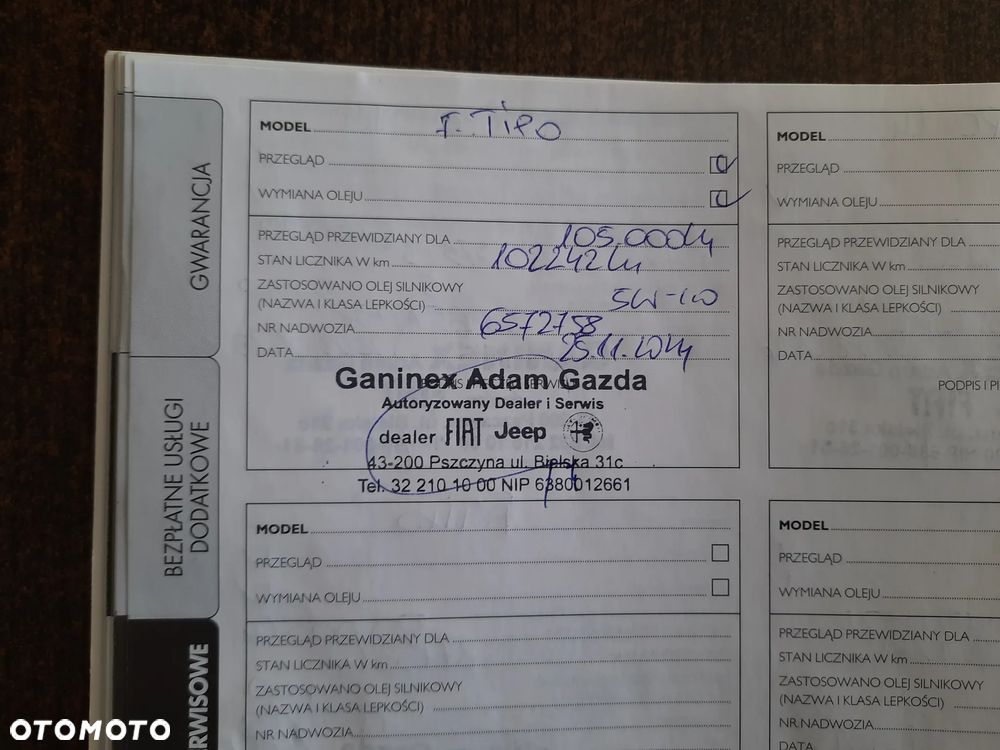 GWARANCJA
BEZPŁATNE USŁUGI
DODATKOWE
RWISOWE
MODEL F. TIPO
PRZEGLĄD
WYMIANA OLEJU
PRZEGLĄD PRZEWIDZIANY DLA 105.000
STAN LICZNIKA W km 102242
ZASTOSOWANO OLEJ SILNIKOWY
(NAZWA I KLASA LEPKOŚCI) 5W-40
NR NADWOZIA 6572758
DATA 25.11.2024
Ganinex Adam Gazda
Autoryzowany Dealer i Serwis
dealer FIAT Jeep
43-200 Pszczyna ul. Bielska 31c
Tel. 32 210 10 00 NIP 6380012661
MODEL
PRZEGLĄD
WYMIANA OLEJU
PRZEGLĄD PRZEWIDZIANY DLA
STAN LICZNIKA W km
ZASTOSOWANO OLEJ SILNIKOWY
(NAZWA I KLASA LEPKOŚCI)
NR NADWOZIA
DATA
PODPIS I PI
MODEL
PRZEGLĄD
WYMIANA OLEJU
PRZEGLĄD PRZEWIDZIANY DLA
STAN LICZNIKA W km
ZASTOSOWANO OLEJ SILNIKOWY
(NAZWA I KLASA LEPKOŚCI)
NR NADWOZIA
MODEL
PRZEGLĄD
WYMIANA OLEJU
PRZEGLĄD PRZEWIDZIANY DLA
STAN LICZNIKA W km
ZASTOSOWANO OLEJ SILNIKOWY
(NAZWA I KLASA LEPKOŚCI)
NR NADWOZIA
DATA
OTOMOTO